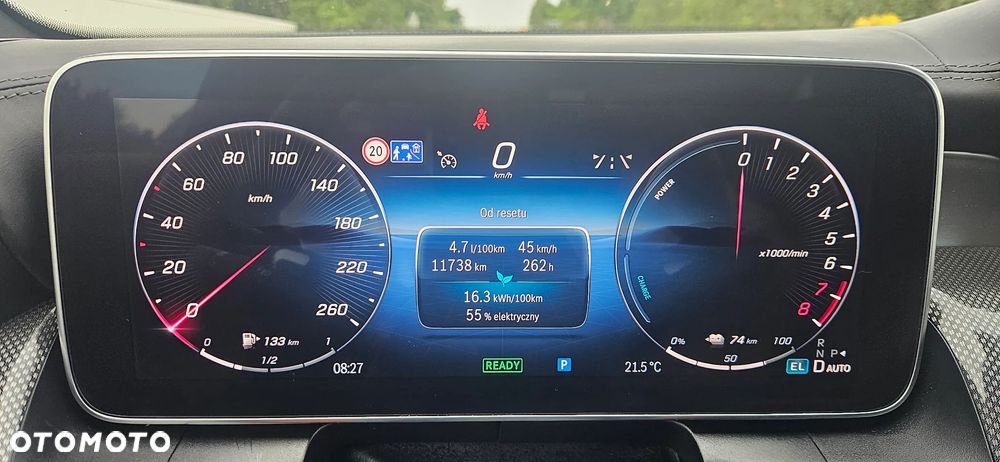 20
0
km/h
Od resetu
4.7 l/100km 45 km/h
11738 km 262 h
16.3 kWh/100km
55 % elektryczny
0
20
40
60
80
100
140
180
220
260
km/h
133 km
0 1/2 1
08:27
READY
P
21.5 °C
POWER
CHARGE
0
1
2
3
4
5
6
7
8
x1000/min
74 km
0% 50 100
R
N P
EL D AUTO
OTOMOTO